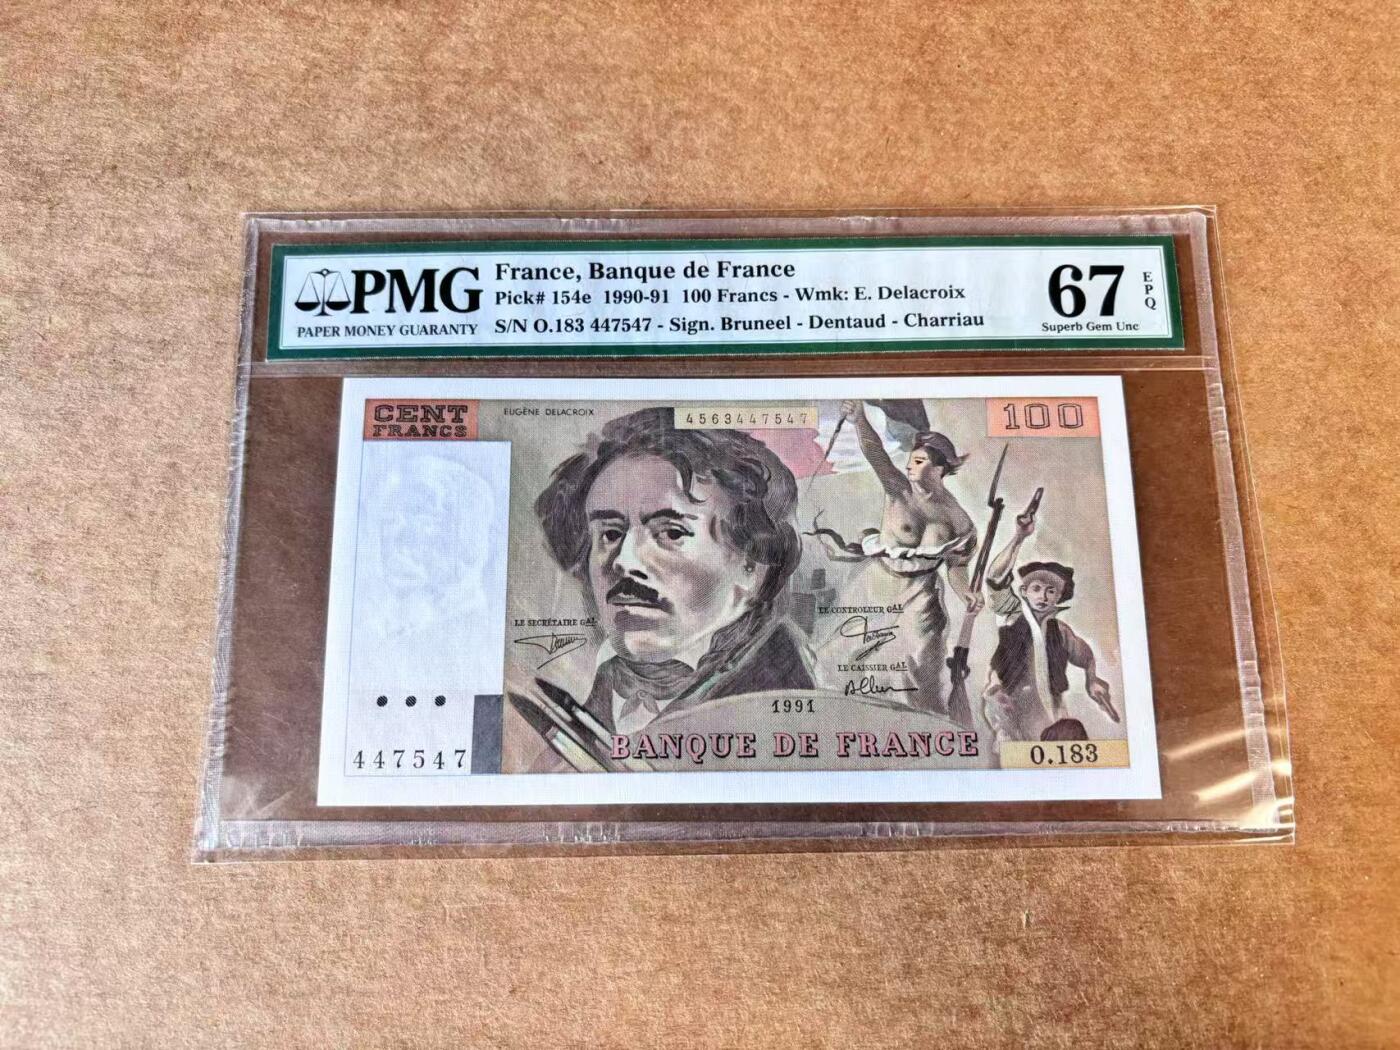 PMG
PAPER MONEY GUARANTY
France, Banque de France
Pick# 154e 1990-91 100 Francs - Wmk: E. Delacroix
S/N O.183 447547 - Sign. Bruneel - Dentaud - Charriau
67 EPQ
Superb Gem Unc
CENT
FRANCS
EUGÈNE DELACROIX
4563447547
100
LE SECRÉTAIRE GAL
LE CONTROLEUR GAL
LE CAISSIER GAL
1991
BANQUE DE FRANCE
447547
O.183